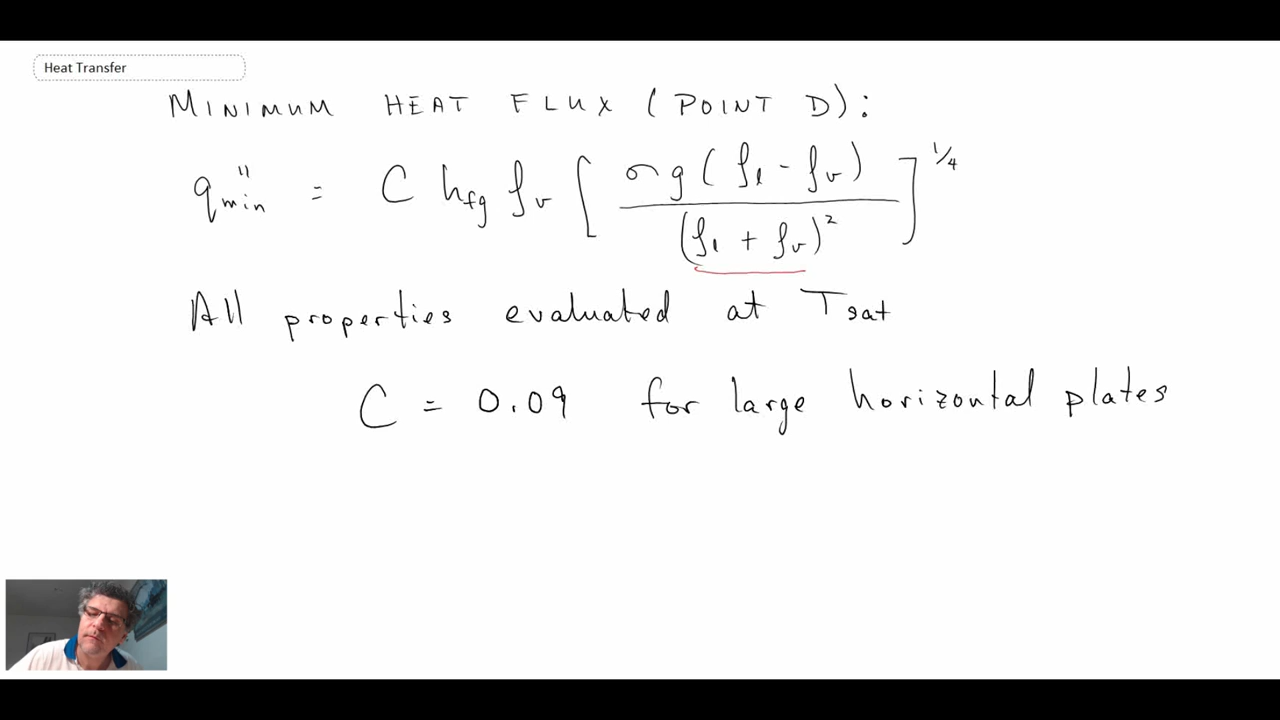 Heat Transfer
MINIMUM HEAT FLUX (POINT D):
q''min = C hfg ρv [ σg(ρl - ρv) / (ρl + ρv)² ]^1/4
All properties evaluated at Tsat
C = 0.09 for large horizontal plates